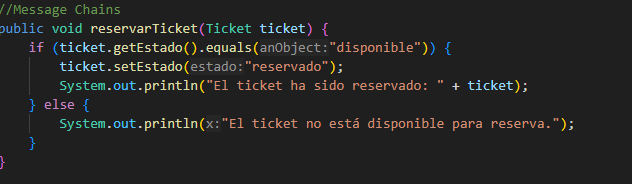 //Message Chains
public void reservarTicket(Ticket ticket) {
if (ticket.getEstado().equals(anObject:"disponible")) {
ticket.setEstado(estado:"reservado");
System.out.println("El ticket ha sido reservado: " + ticket);
} else {
System.out.println(x:"El ticket no está disponible para reserva.");
}
}